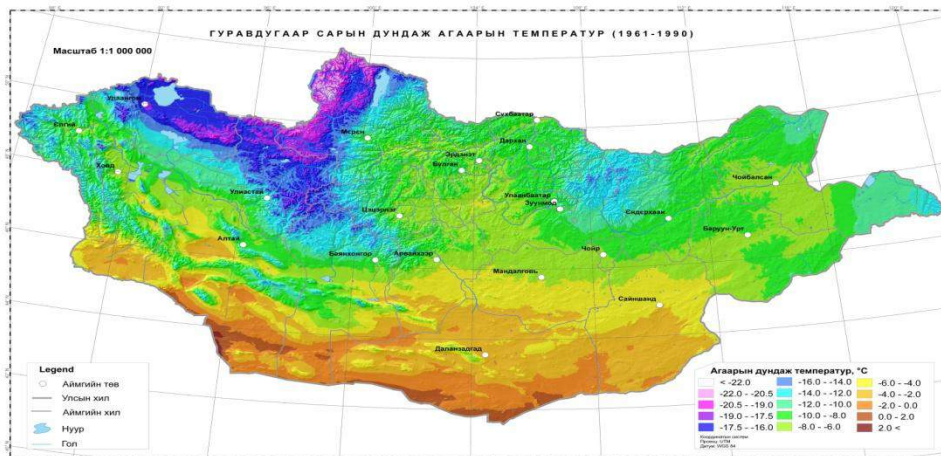 ГУРАВДУГААР САРЫН ДУНДАЖ АГААРЫН ТЕМПЕРАТУР (1961-1990)
Масштаб 1:1 000 000
Улаангом
Өлгий
Ховд
Мөрөн
Сүхбаатар
Дархан
Эрдэнэт
Булган
Улиастай
Цэцэрлэг
Улаанбаатар
Зуунмод
Чойбалсан
Өндөрхаан
Баруун-Урт
Алтай
Баянхонгор
Арвайхээр
Чойр
Мандалговь
Сайншанд
Даланзадгад
Legend
Аймгийн төв
Улсын хил
Аймгийн хил
Нуур
Гол
Агаарын дундаж температур, °C
< -22.0
-22.0 - -20.5
-20.5 - -19.0
-19.0 - -17.5
-17.5 - -16.0
-16.0 - -14.0
-14.0 - -12.0
-12.0 - -10.0
-10.0 - -8.0
-8.0 - -6.0
-6.0 - -4.0
-4.0 - -2.0
-2.0 - 0.0
0.0 - 2.0
2.0 <